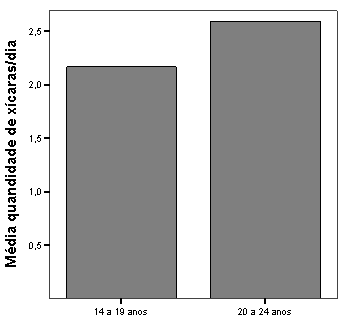 Média quandidade de xícaras/dia
2,5
2,0
1,5
1,0
0,5
14 a 19 anos
20 a 24 anos